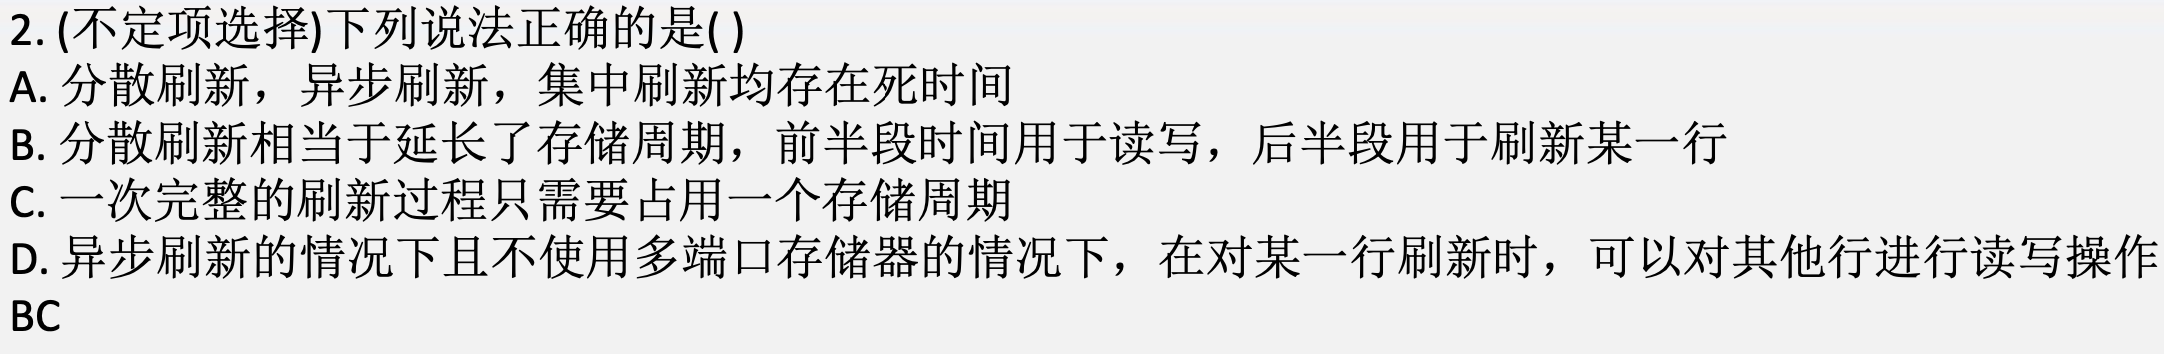 2. (不定项选择)下列说法正确的是( )
A. 分散刷新，异步刷新，集中刷新均存在死时间
B. 分散刷新相当于延长了存储周期，前半段时间用于读写，后半段用于刷新某一行
C. 一次完整的刷新过程只需要占用一个存储周期
D. 异步刷新的情况下且不使用多端口存储器的情况下，在对某一行刷新时，可以对其他行进行读写操作
BC